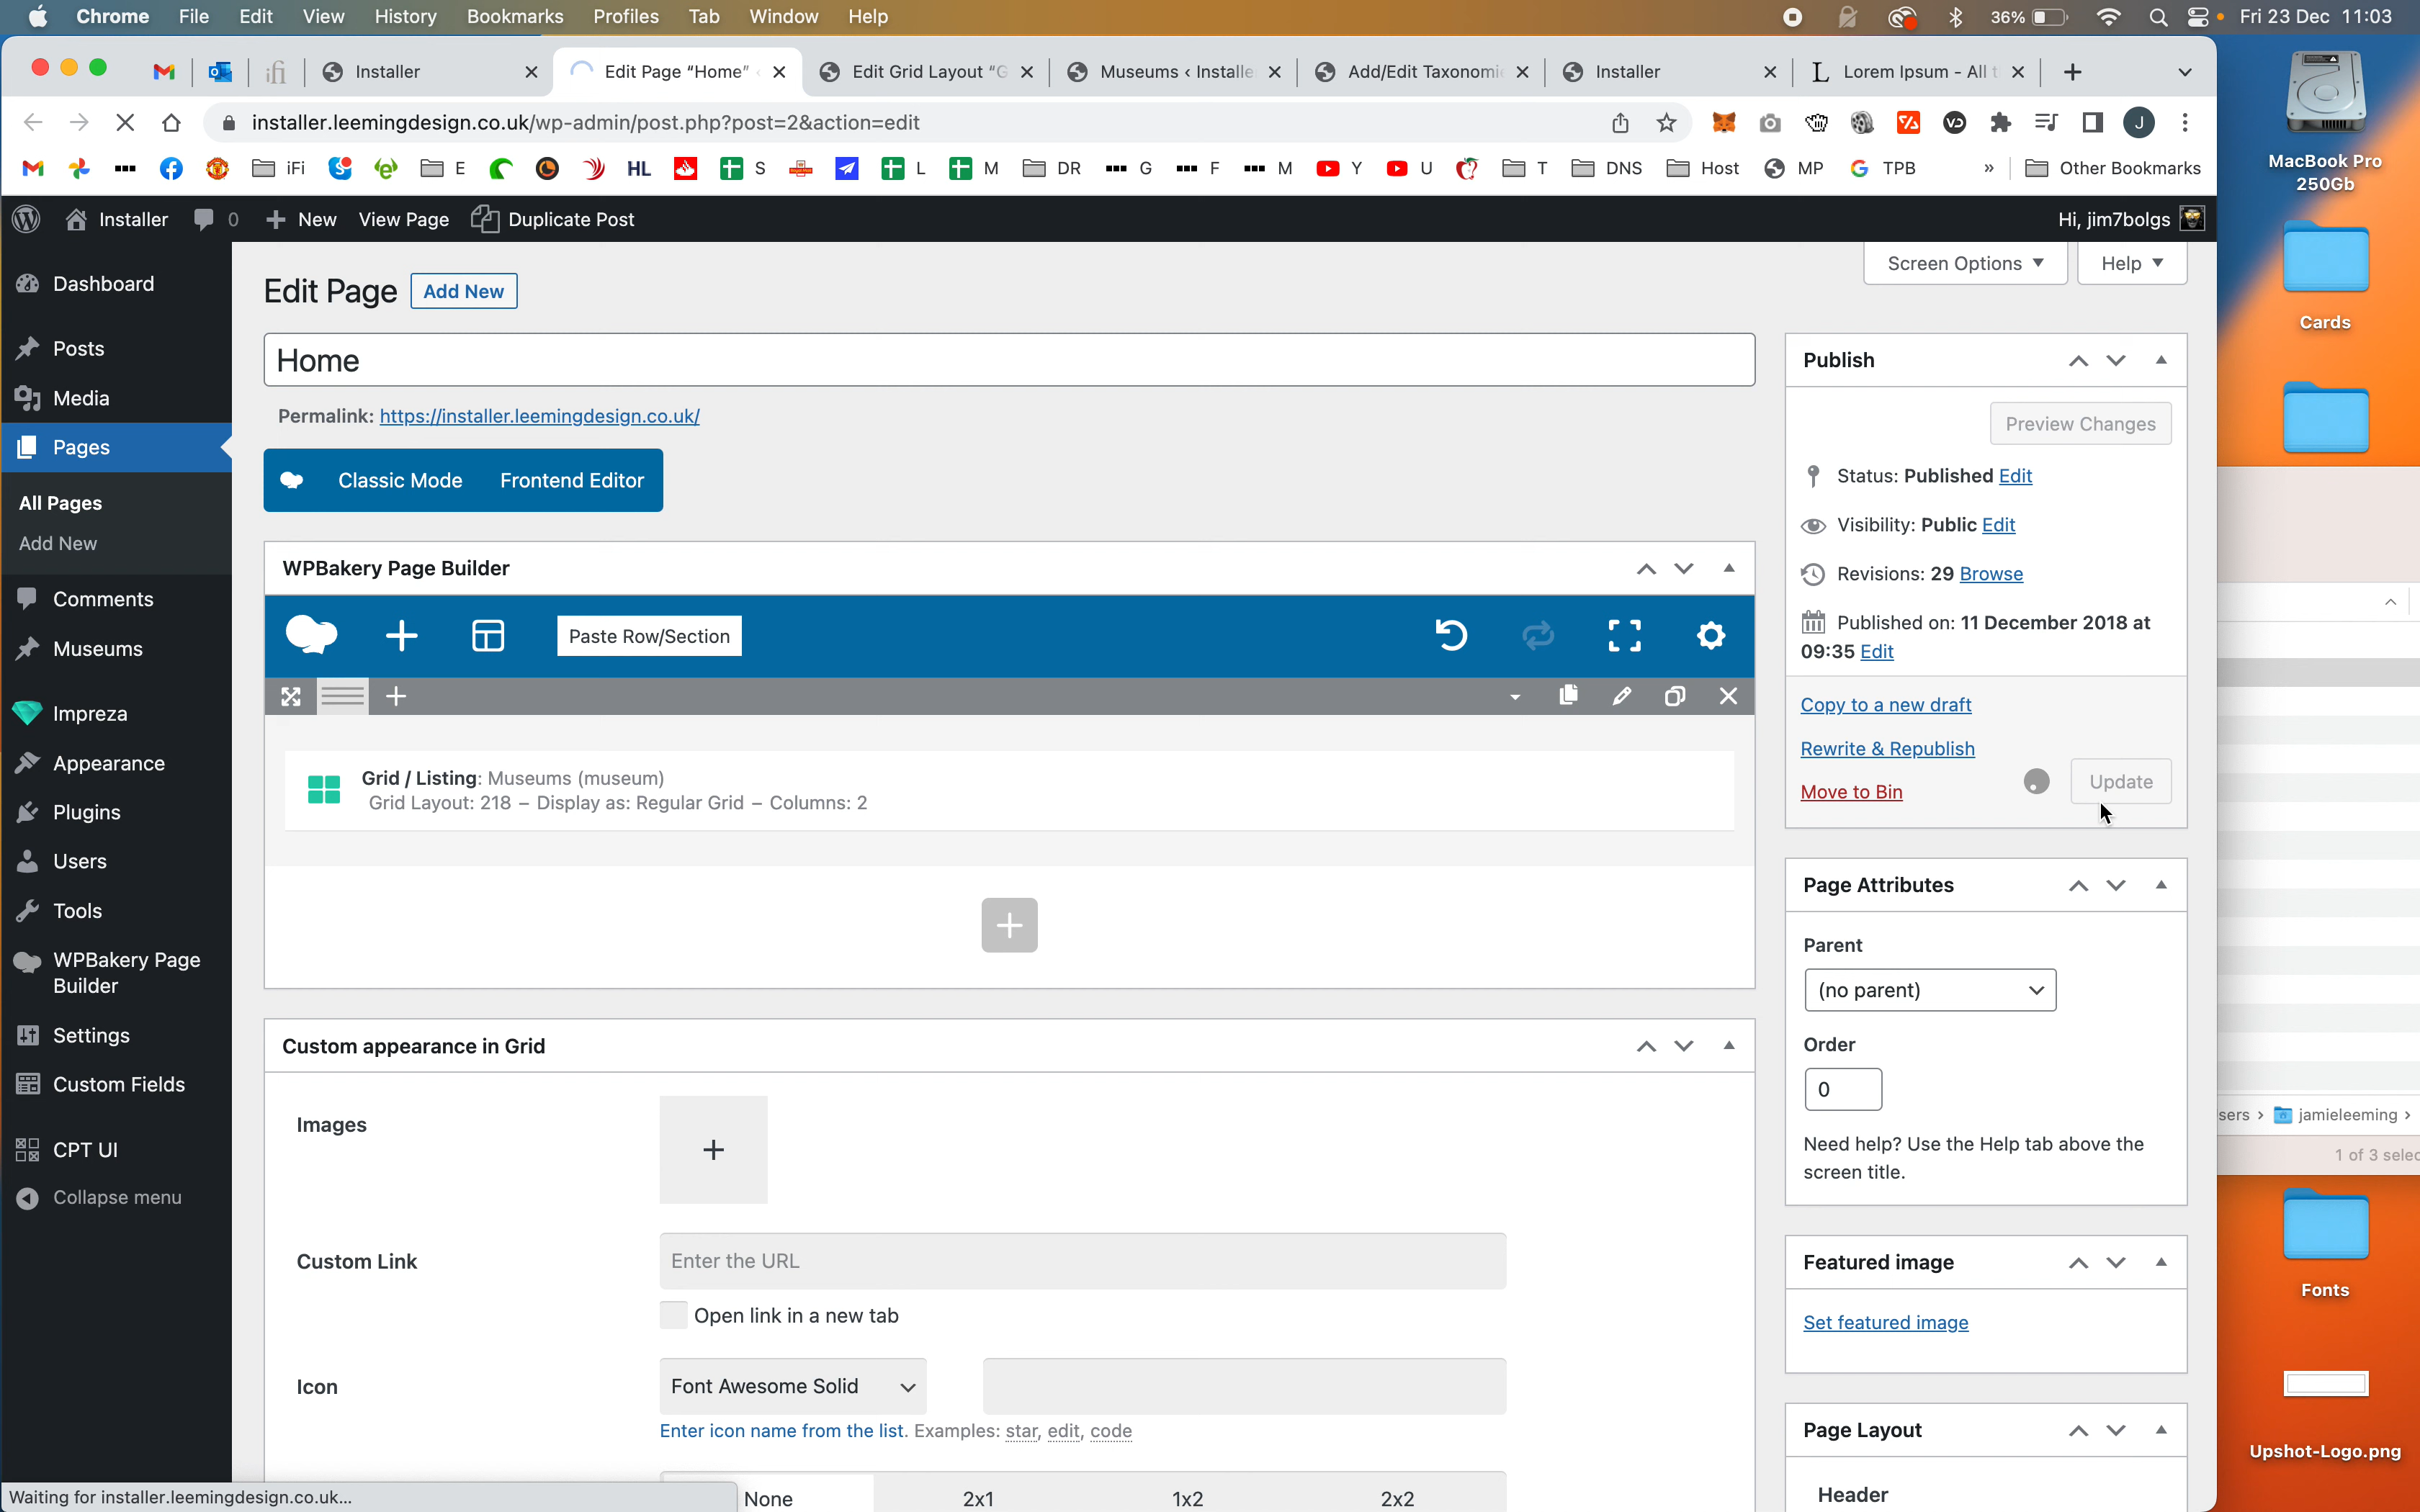 Chrome File Edit View History Bookmarks Profiles Tab Window Help 36% Fri 23 Dec 11:03
Installer Edit Page “Home” Edit Grid Layout “G Museums ‹ Installe Add/Edit Taxonomi Installer Lorem Ipsum - All t
installer.leemingdesign.co.uk/wp-admin/post.php?post=2&action=edit
iFi E HL S L M DR G F M Y U T DNS Host MP TPB » Other Bookmarks
Installer 0 New View Page Duplicate Post Hi, jim7bolgs
Dashboard
Posts
Media
Pages
All Pages
Add New
Comments
Museums
Impreza
Appearance
Plugins
Users
Tools
WPBakery Page
Builder
Settings
Custom Fields
CPT UI
Collapse menu
Screen Options Help
Edit Page Add New
Home
Permalink: https://installer.leemingdesign.co.uk/
Classic Mode Frontend Editor
WPBakery Page Builder
Paste Row/Section
Grid / Listing: Museums (museum)
Grid Layout: 218 – Display as: Regular Grid – Columns: 2
Custom appearance in Grid
Images
Custom Link Enter the URL
Open link in a new tab
Icon Font Awesome Solid
Enter icon name from the list. Examples: star, edit, code
None 2x1 1x2 2x2
Publish
Preview Changes
Status: Published Edit
Visibility: Public Edit
Revisions: 29 Browse
Published on: 11 December 2018 at
09:35 Edit
Copy to a new draft
Rewrite & Republish
Move to Bin Update
Page Attributes
Parent
(no parent)
Order
0
Need help? Use the Help tab above the
screen title.
Featured image
Set featured image
Page Layout
Header
Waiting for installer.leemingdesign.co.uk...
MacBook Pro
250Gb
Cards
sers › jamieleeming ›
1 of 3 selec
Fonts
Upshot-Logo.png